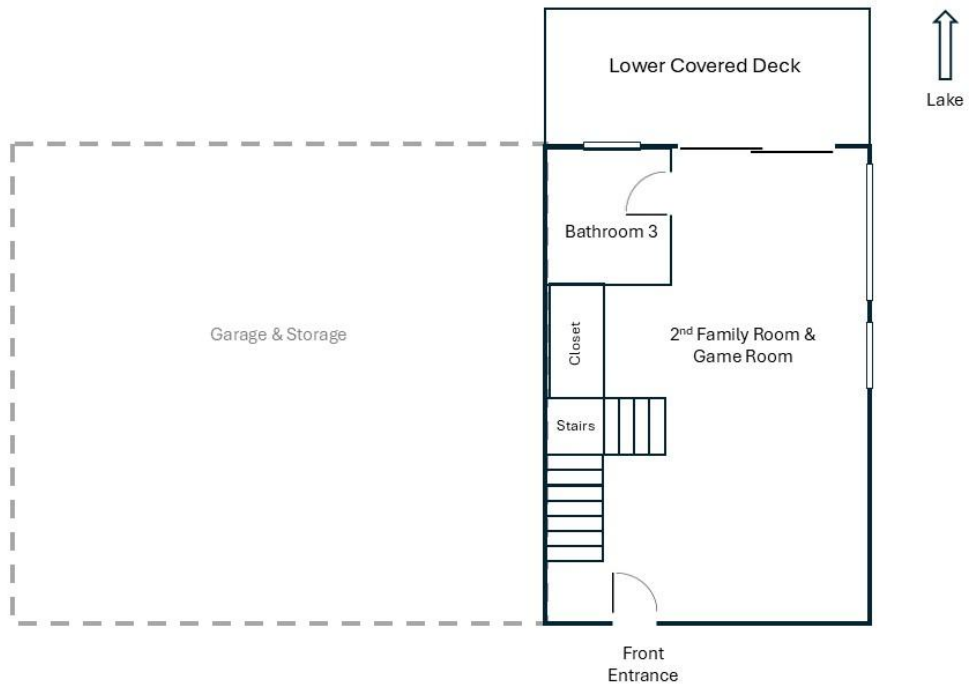 Lower Covered Deck
Lake
Bathroom 3
Garage & Storage
Closet
2nd Family Room &
Game Room
Stairs
Front
Entrance